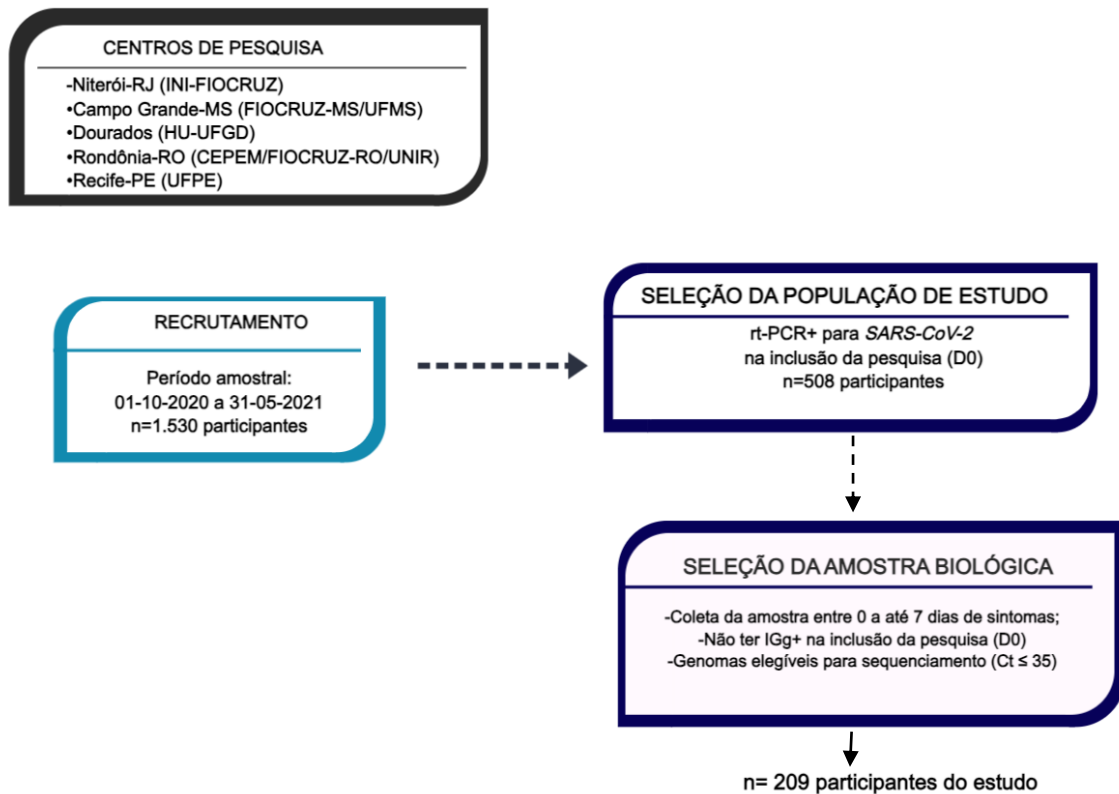 CENTROS DE PESQUISA
-Niterói-RJ (INI-FIOCRUZ)
•Campo Grande-MS (FIOCRUZ-MS/UFMS)
•Dourados (HU-UFGD)
•Rondônia-RO (CEPEM/FIOCRUZ-RO/UNIR)
•Recife-PE (UFPE)
RECRUTAMENTO
Período amostral:
01-10-2020 a 31-05-2021
n=1.530 participantes
SELEÇÃO DA POPULAÇÃO DE ESTUDO
rt-PCR+ para SARS-CoV-2
na inclusão da pesquisa (D0)
n=508 participantes
SELEÇÃO DA AMOSTRA BIOLÓGICA
-Coleta da amostra entre 0 a até 7 dias de sintomas;
-Não ter IGg+ na inclusão da pesquisa (D0)
-Genomas elegíveis para sequenciamento (Ct ≤ 35)
n= 209 participantes do estudo